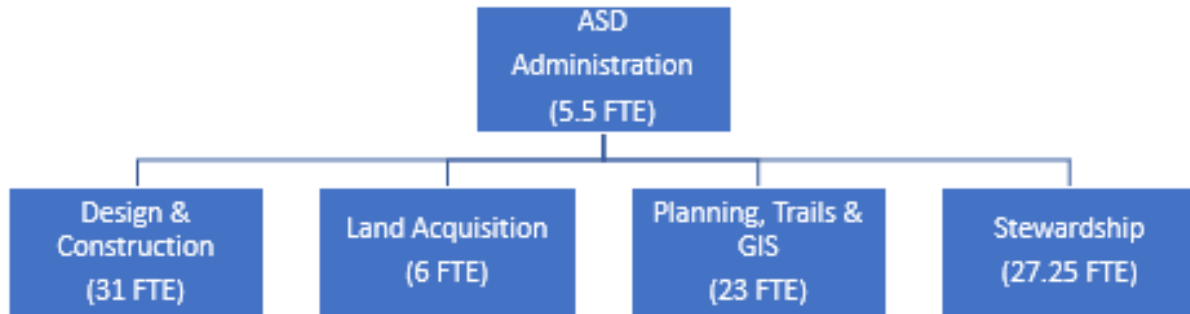 ASD
Administration
(5.5 FTE)
Design &
Construction
(31 FTE)
Land Acquisition
(6 FTE)
Planning, Trails &
GIS
(23 FTE)
Stewardship
(27.25 FTE)